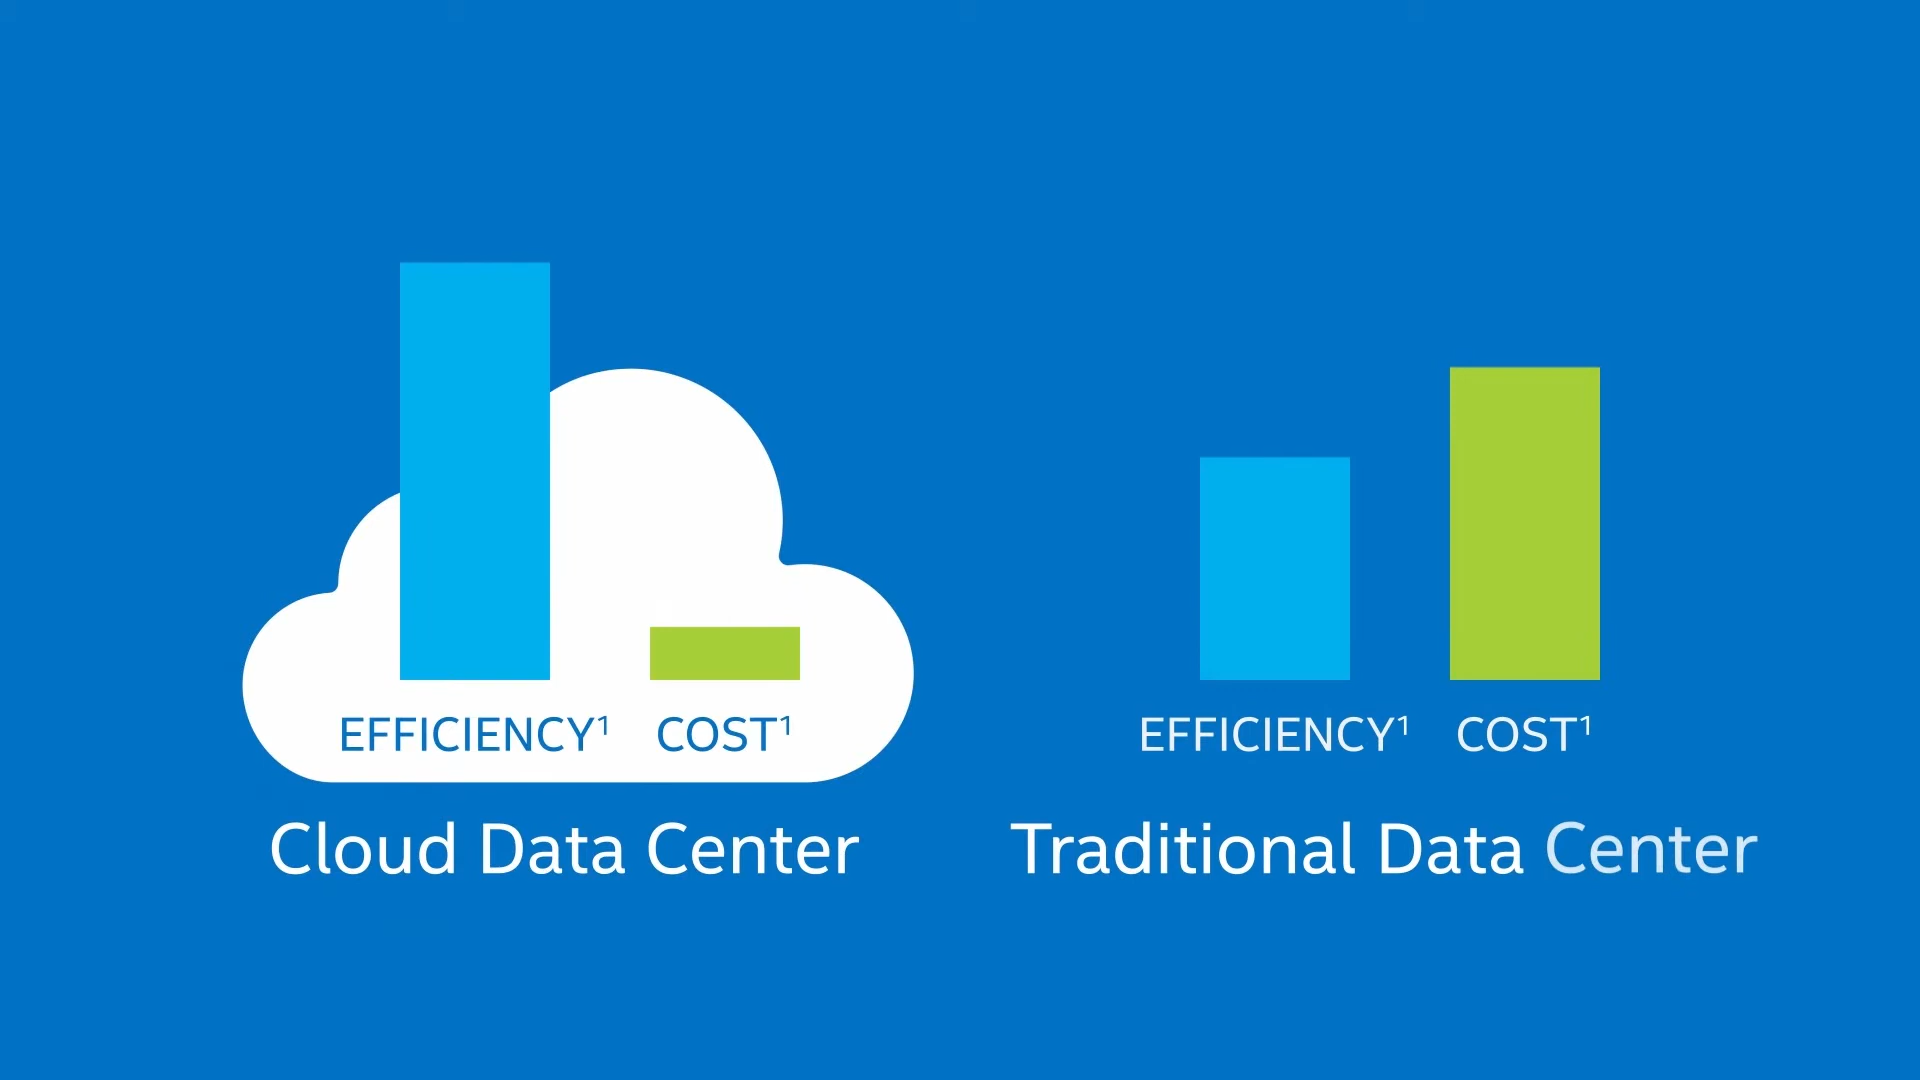 EFFICIENCY¹ COST¹
Cloud Data Center
EFFICIENCY¹ COST¹
Traditional Data Center